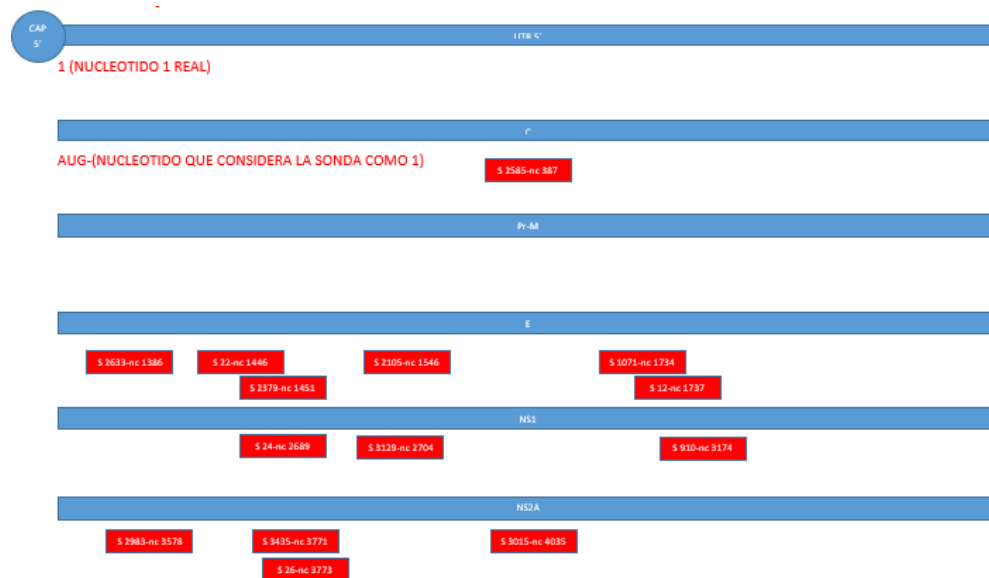 CAP
5'
UTR 5'
1 (NUCLEOTIDO 1 REAL)
C
AUG-(NUCLEOTIDO QUE CONSIDERA LA SONDA COMO 1)
S 2585-nc 387
Pr-M
E
S 2633-nc 1386
S 22-nc 1446
S 2105-nc 1546
S 1071-nc 1734
S 2379-nc 1451
S 12-nc 1737
NS1
S 24-nc 2689
S 3129-nc 2704
S 910-nc 3174
NS2A
S 2983-nc 3578
S 3435-nc 3771
S 3015-nc 4035
S 26-nc 3773